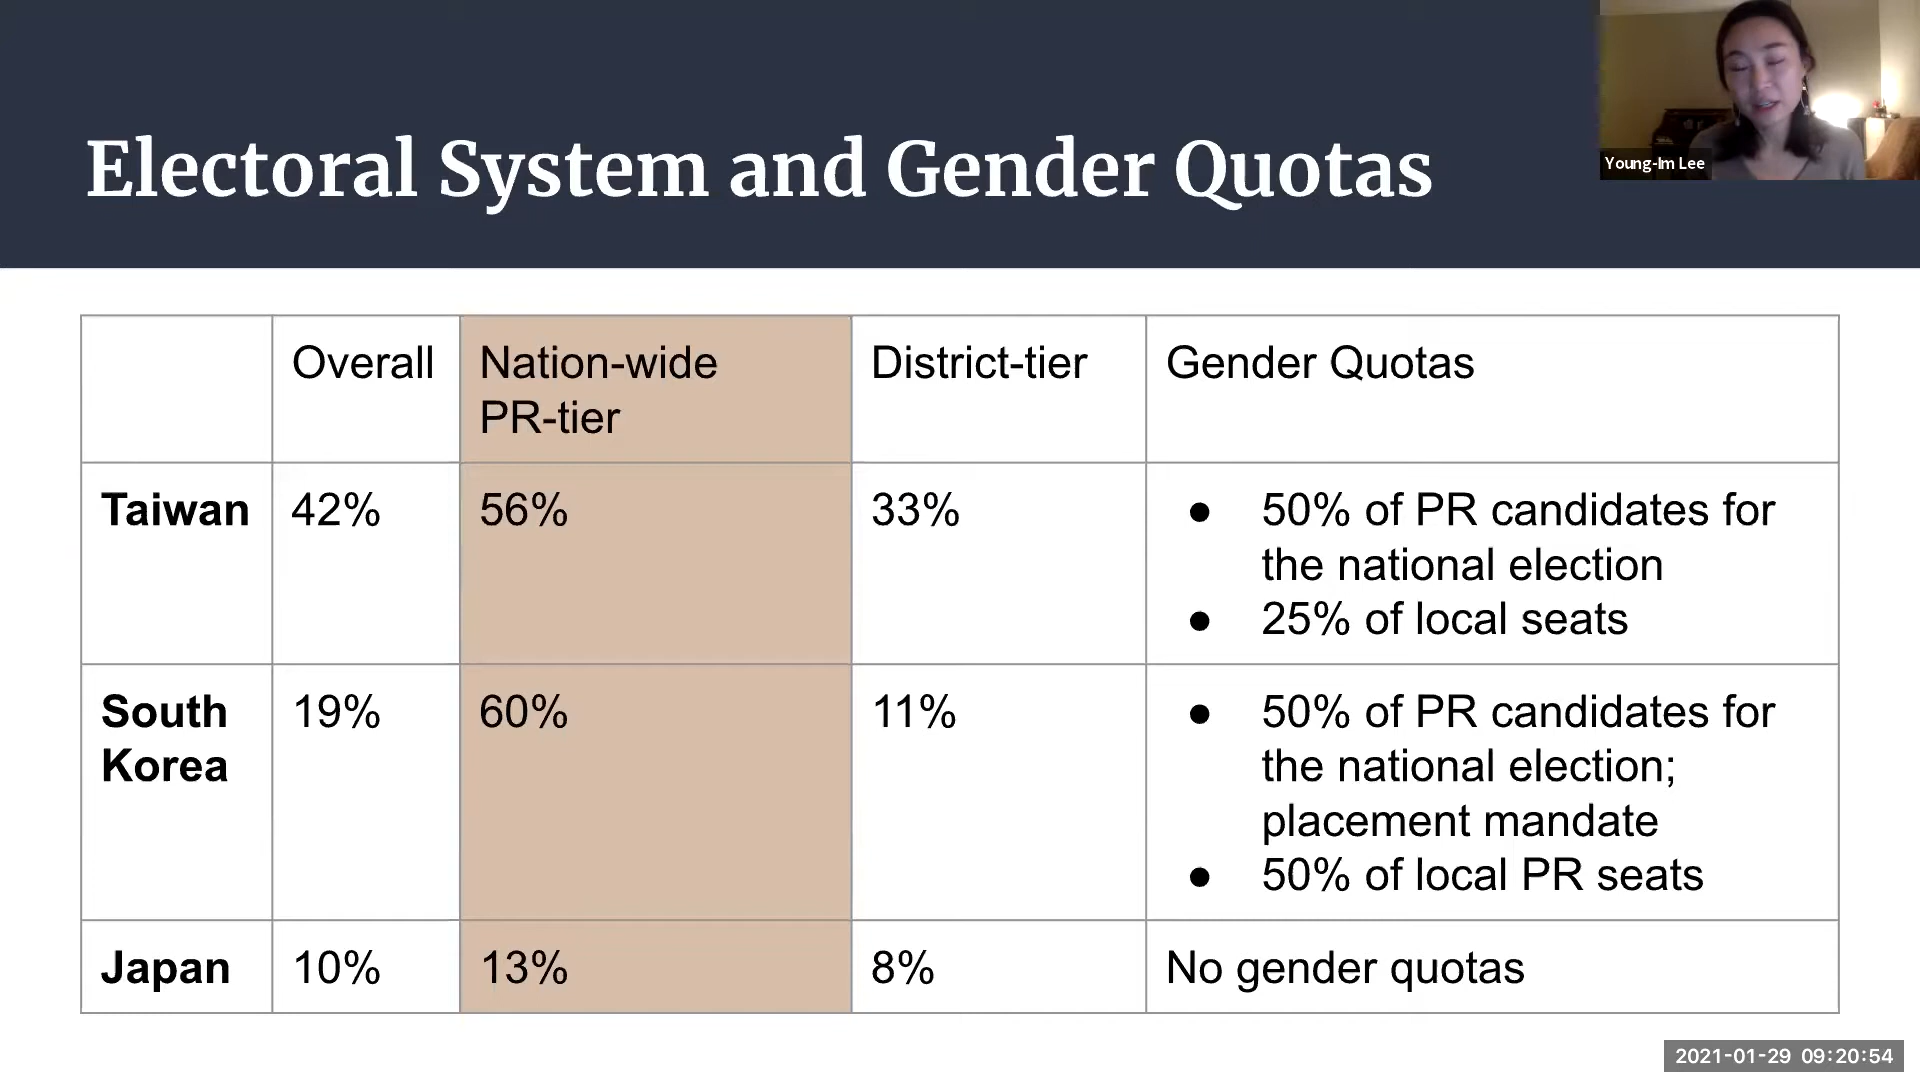 Electoral System and Gender Quotas
Young-Im Lee
Overall
Nation-wide
PR-tier
District-tier
Gender Quotas
Taiwan
42%
56%
33%
● 50% of PR candidates for
the national election
● 25% of local seats
South
Korea
19%
60%
11%
● 50% of PR candidates for
the national election;
placement mandate
● 50% of local PR seats
Japan
10%
13%
8%
No gender quotas
2021-01-29 09:20:54